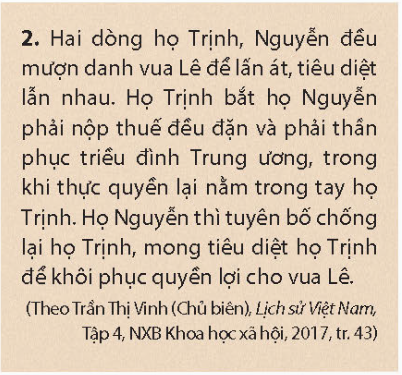 2. Hai dòng họ Trịnh, Nguyễn đều
mượn danh vua Lê để lấn át, tiêu diệt
lẫn nhau. Họ Trịnh bắt họ Nguyễn
phải nộp thuế đều đặn và phải thần
phục triều đình Trung ương, trong
khi thực quyền lại nằm trong tay họ
Trịnh. Họ Nguyễn thì tuyên bố chống
lại họ Trịnh, mong tiêu diệt họ Trịnh
để khôi phục quyền lợi cho vua Lê.
(Theo Trần Thị Vinh (Chủ biên), Lịch sử Việt Nam,
Tập 4, NXB Khoa học xã hội, 2017, tr. 43)